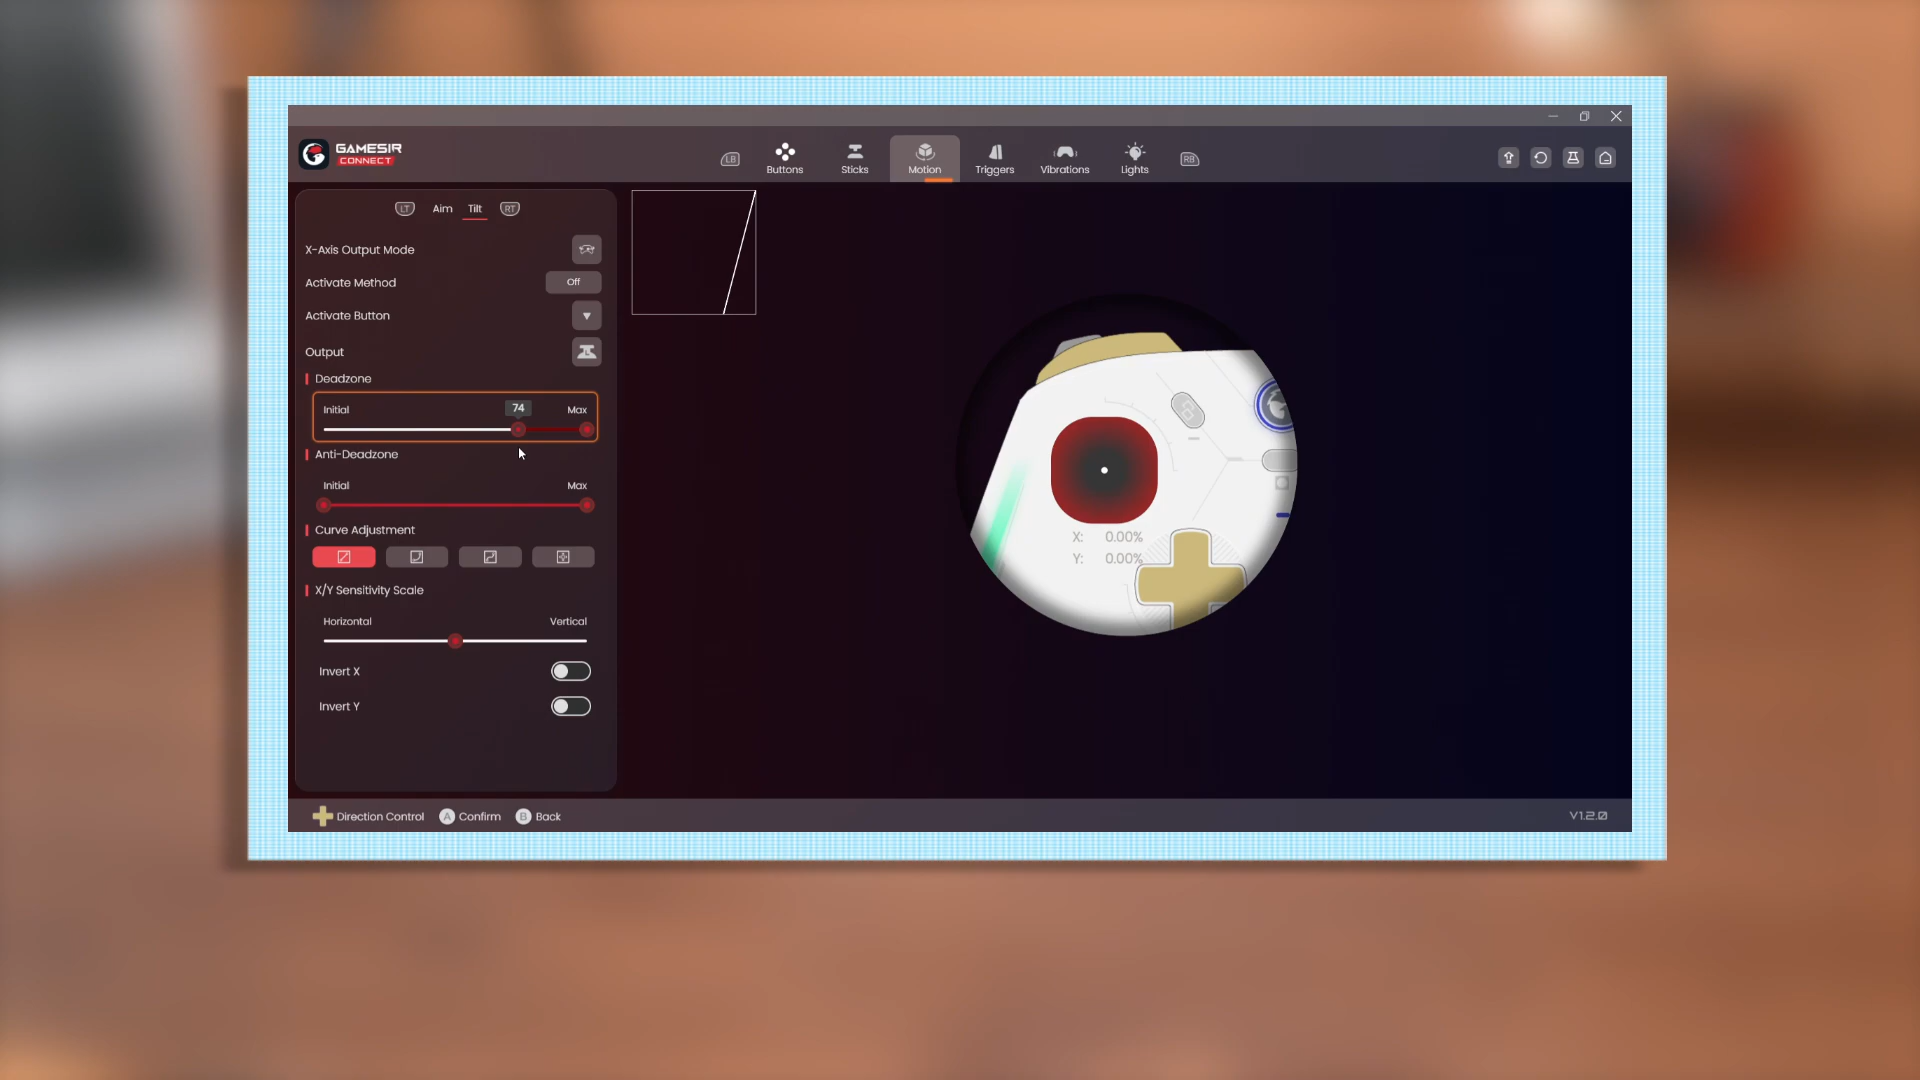 GAMESIR
CONNECT
LB
Buttons
Sticks
Motion
Triggers
Vibrations
Lights
RB
LT
Aim
Tilt
RT
X-Axis Output Mode
Activate Method
Off
Activate Button
Output
L
Deadzone
Initial
74
Max
Anti-Deadzone
Initial
Max
Curve Adjustment
X/Y Sensitivity Scale
Horizontal
Vertical
Invert X
Invert Y
X: 0.00%
Y: 0.00%
Direction Control
A Confirm
B Back
V1.2.0